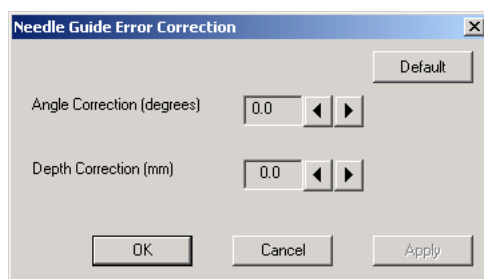 Needle Guide Error Correction
Default
Angle Correction (degrees) 0.0
Depth Correction (mm) 0.0
OK Cancel Apply